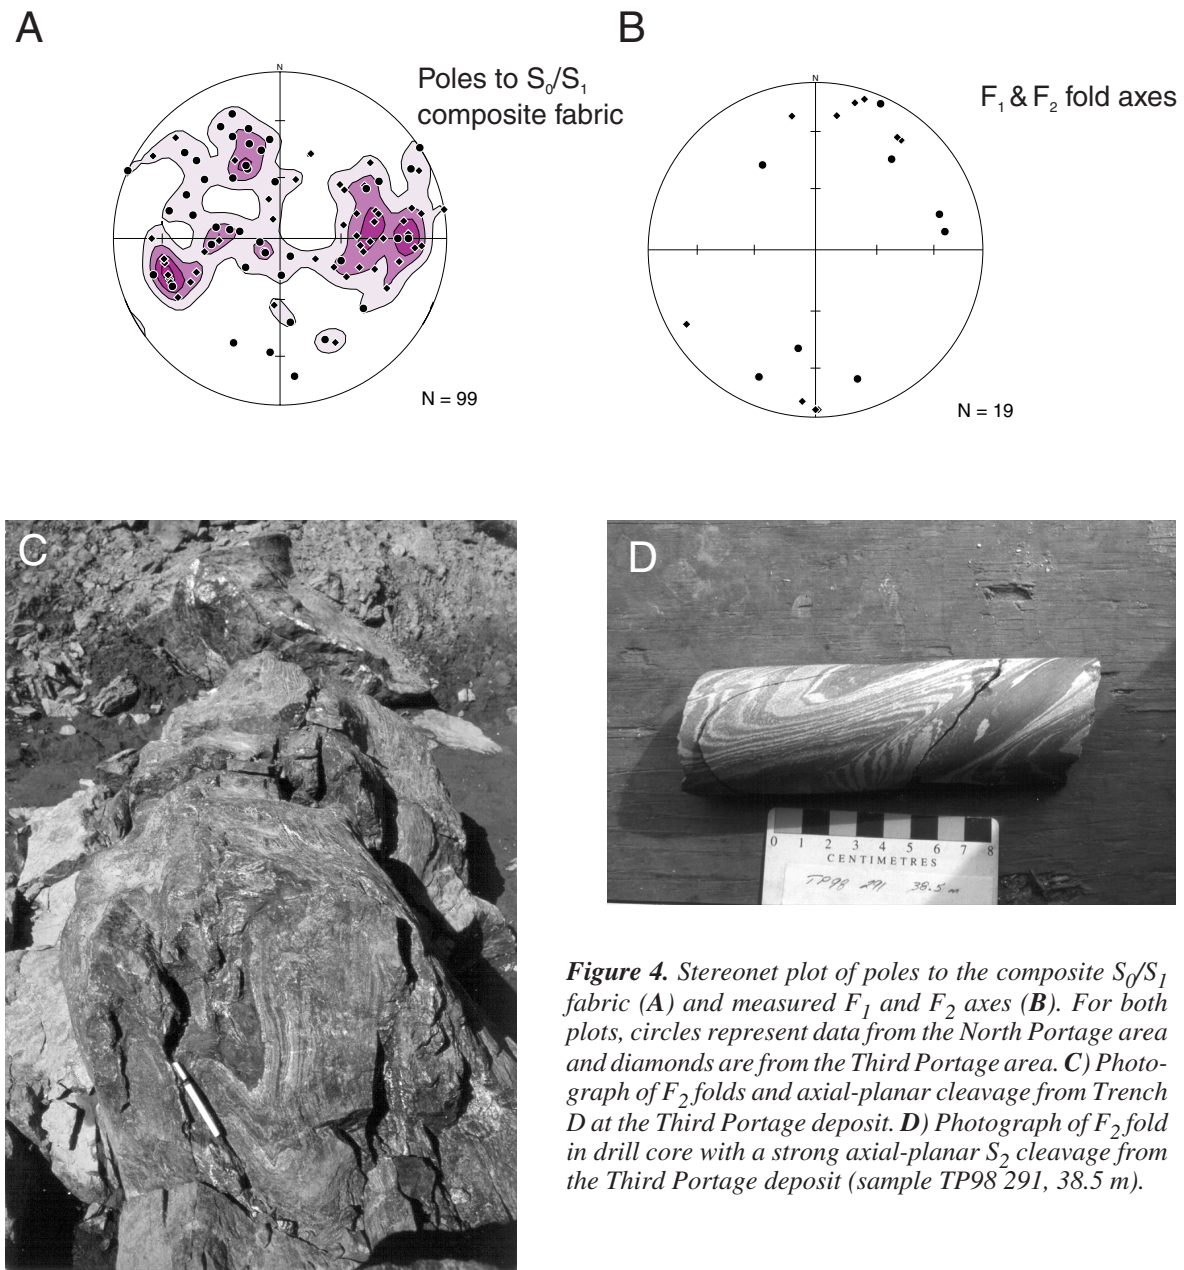 A
B
N
Poles to S0/S1
composite fabric
N = 99
N
F1 & F2 fold axes
N = 19
C
D
0 1 2 3 4 5 6 7 8
CENTIMETRES
TP98 291 38.5 m
Figure 4. Stereonet plot of poles to the composite S0/S1
fabric (A) and measured F1 and F2 axes (B). For both
plots, circles represent data from the North Portage area
and diamonds are from the Third Portage area. C) Photo-
graph of F2 folds and axial-planar cleavage from Trench
D at the Third Portage deposit. D) Photograph of F2 fold
in drill core with a strong axial-planar S2 cleavage from
the Third Portage deposit (sample TP98 291, 38.5 m).